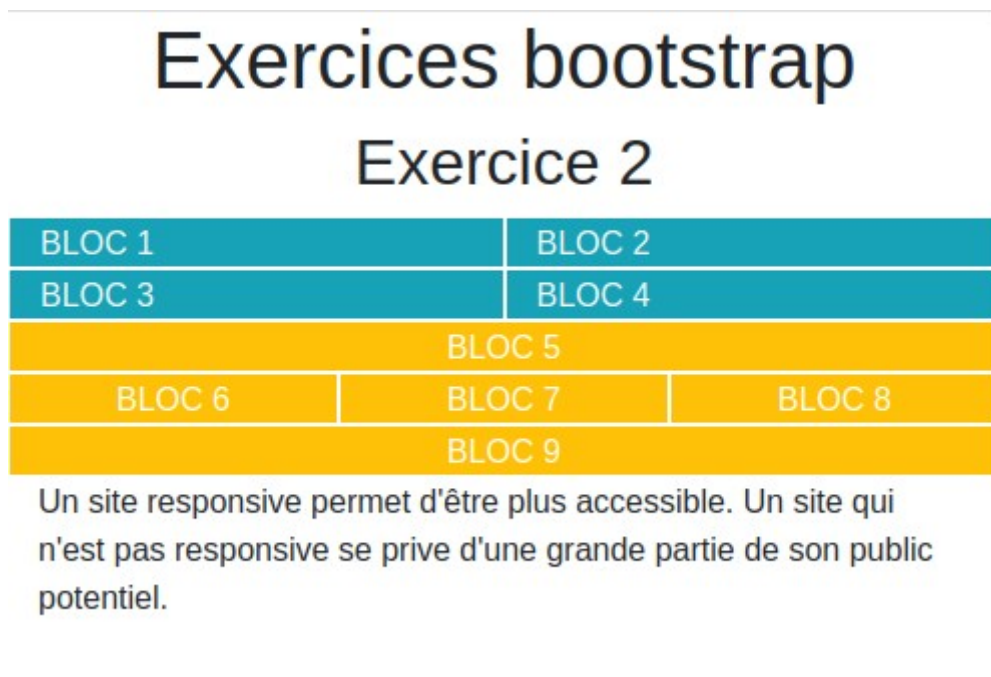 Exercices bootstrap
Exercice 2
BLOC 1 BLOC 2
BLOC 3 BLOC 4
BLOC 5
BLOC 6 BLOC 7 BLOC 8
BLOC 9
Un site responsive permet d'être plus accessible. Un site qui
n'est pas responsive se prive d'une grande partie de son public
potentiel.